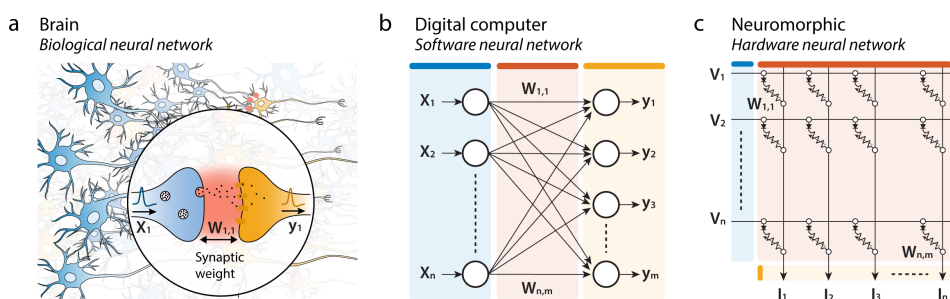 a Brain
Biological neural network
X1
W1,1
y1
Synaptic
weight
b Digital computer
Software neural network
X1
W1,1
y1
X2
y2
y3
Xn
Wn,m
ym
c Neuromorphic
Hardware neural network
V1
W1,1
V2
Vn
Wn,m
I1 I2 I3 In